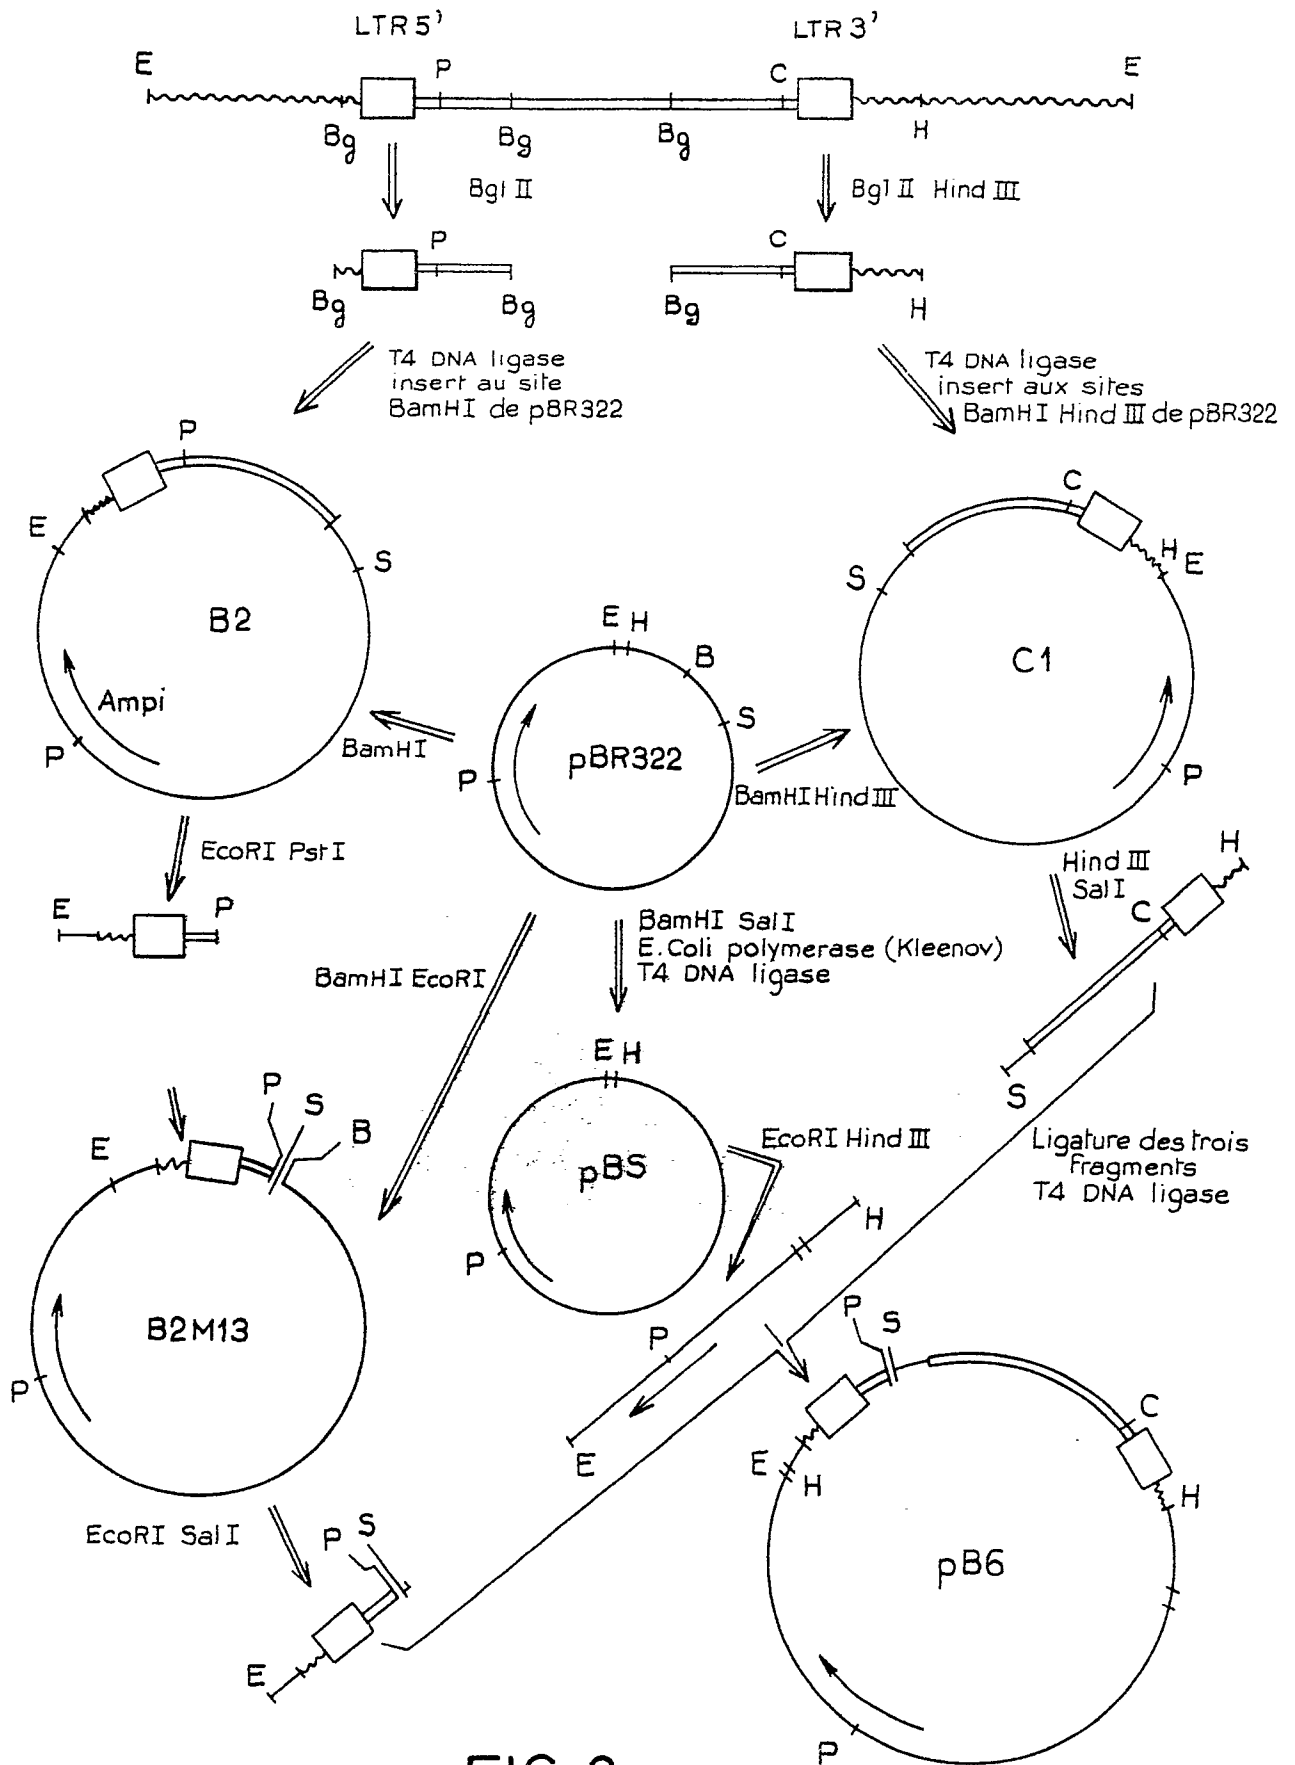 LTR 5' LTR 3'
E P C E
Bg Bg Bg H
Bgl II
Bgl II Hind III
P C
Bg Bg Bg H
T4 DNA ligase
insert au site
BamHI de pBR322
T4 DNA ligase
insert aux sites
BamHI Hind III de pBR322
P
E
S
B2
Ampi
P
C
H E
S
C1
P
E H
B
S
pBR322
P
BamHI
BamHI Hind III
EcoRI PstI
E P
Hind III
SalI
H
C
S
BamHI SalI
E.Coli polymerase (Kleenov)
T4 DNA ligase
BamHI EcoRI
E H
pBS
P
EcoRI Hind III
H
P
E
Ligature des trois
fragments
T4 DNA ligase
P
S
B
E
B2M13
P
EcoRI SalI
P S
E
P S
C
E
H
H
pB6
P